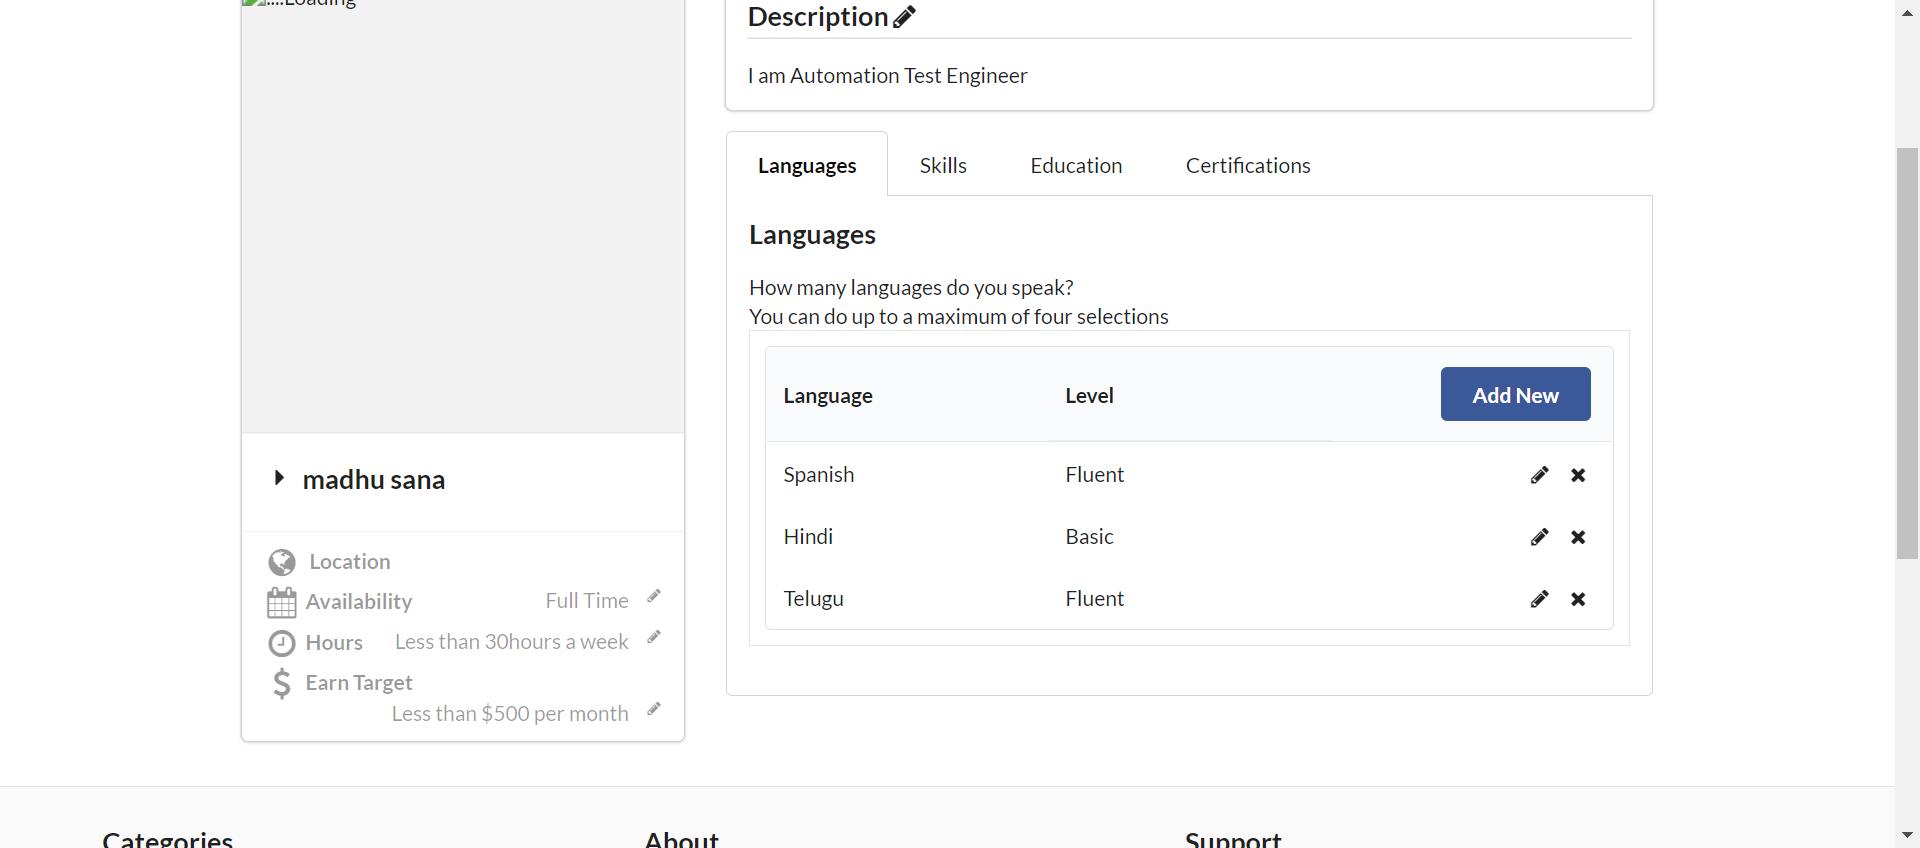 ....Loading
madhu sana
Location
Availability Full Time
Hours Less than 30hours a week
Earn Target
Less than $500 per month
Description
I am Automation Test Engineer
Languages Skills Education Certifications
Languages
How many languages do you speak?
You can do up to a maximum of four selections
Language Level Add New
Spanish Fluent
Hindi Basic
Telugu Fluent
Categories About Support